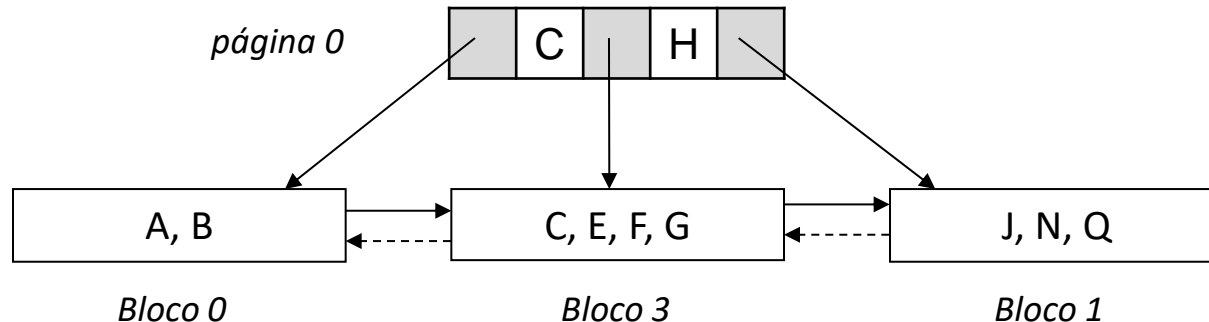 página 0
C H
A, B
C, E, F, G
J, N, Q
Bloco 0
Bloco 3
Bloco 1